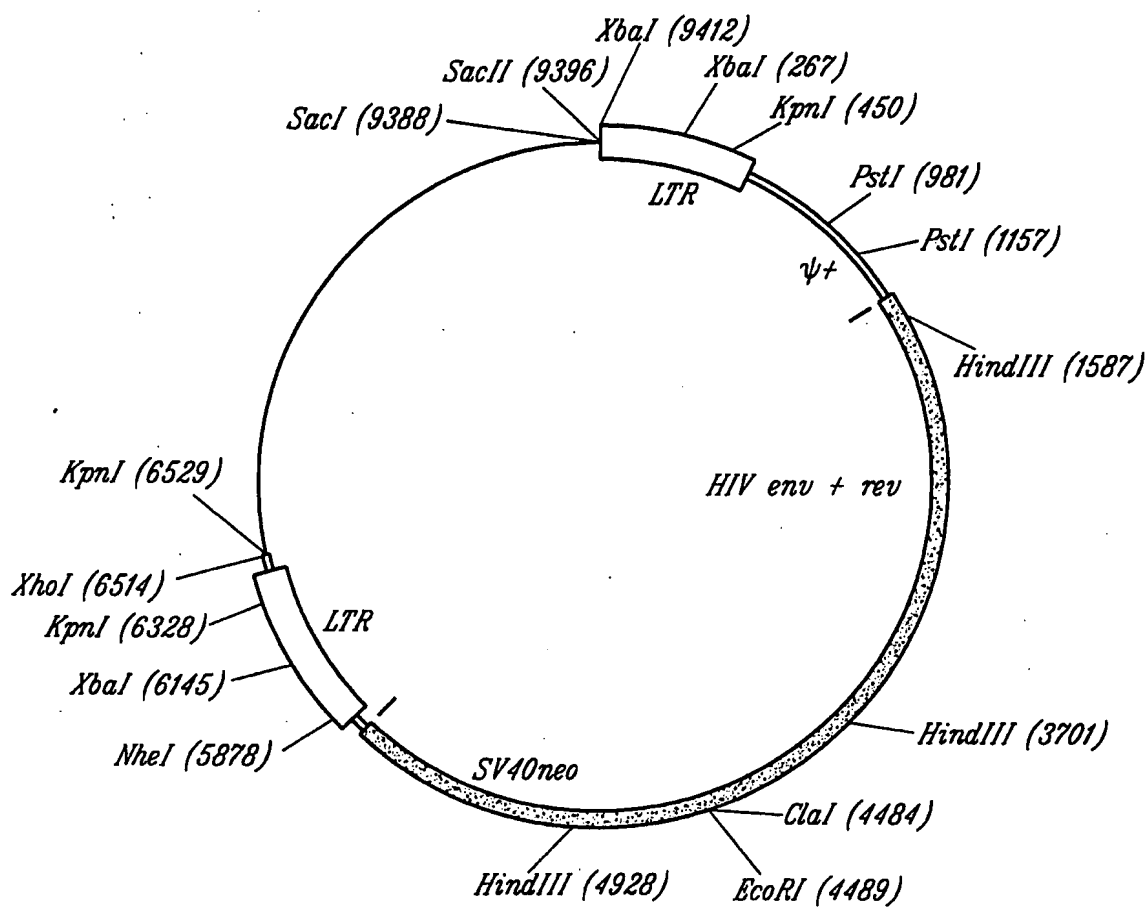 XbaI (9412)
SacII (9396)
XbaI (267)
SacI (9388)
KpnI (450)
LTR
PstI (981)
PstI (1157)
ψ+
HindIII (1587)
HIV env + rev
KpnI (6529)
XhoI (6514)
KpnI (6328)
LTR
XbaI (6145)
NheI (5878)
SV40neo
HindIII (3701)
ClaI (4484)
HindIII (4928)
EcoRI (4489)